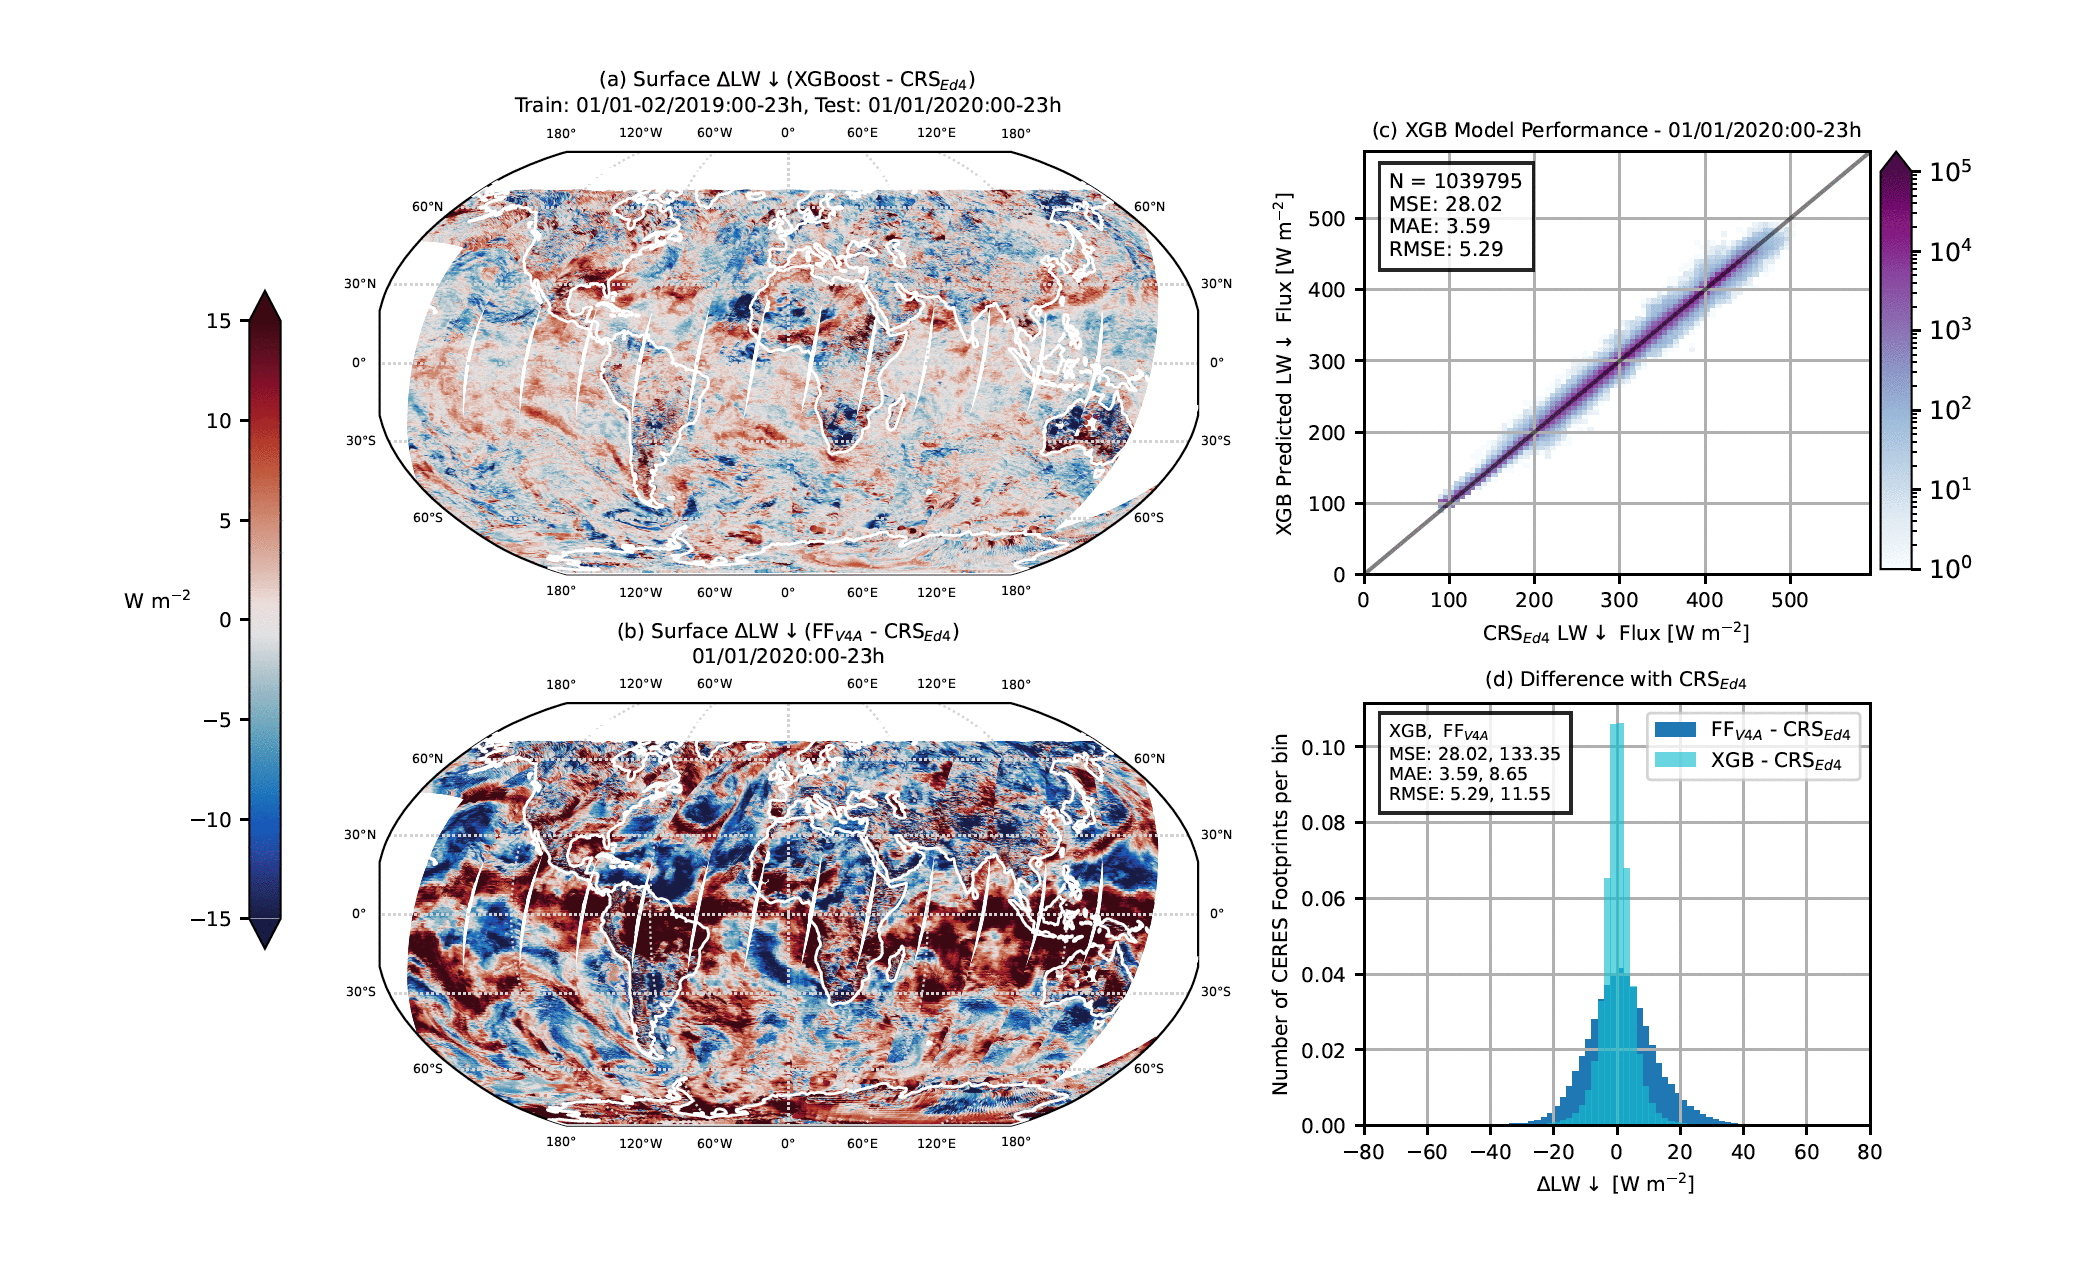 (a) Surface ΔLW ↓ (XGBoost - CRS_Ed4)
Train: 01/01-02/2019:00-23h, Test: 01/01/2020:00-23h
180° 120°W 60°W 0° 60°E 120°E 180°
60°N 60°N
30°N 30°N
0° 0°
30°S 30°S
60°S 60°S
180° 120°W 60°W 0° 60°E 120°E 180°
15
10
5
W m−2
0
−5
−10
−15
(b) Surface ΔLW ↓ (FF_V4A - CRS_Ed4)
01/01/2020:00-23h
180° 120°W 60°W 60°E 120°E 180°
60°N 60°N
30°N 30°N
0° 0°
30°S 30°S
60°S 60°S
180° 120°W 60°W 0° 60°E 120°E 180°
(c) XGB Model Performance - 01/01/2020:00-23h
N = 1039795
MSE: 28.02
MAE: 3.59
RMSE: 5.29
XGB Predicted LW ↓ Flux [W m−2]
500
400
300
200
100
0
0 100 200 300 400 500
CRS_Ed4 LW ↓ Flux [W m−2]
10^5
10^4
10^3
10^2
10^1
10^0
(d) Difference with CRS_Ed4
XGB, FF_V4A
MSE: 28.02, 133.35
MAE: 3.59, 8.65
RMSE: 5.29, 11.55
FF_V4A - CRS_Ed4
XGB - CRS_Ed4
Number of CERES Footprints per bin
0.10
0.08
0.06
0.04
0.02
0.00
−80 −60 −40 −20 0 20 40 60 80
ΔLW ↓ [W m−2]